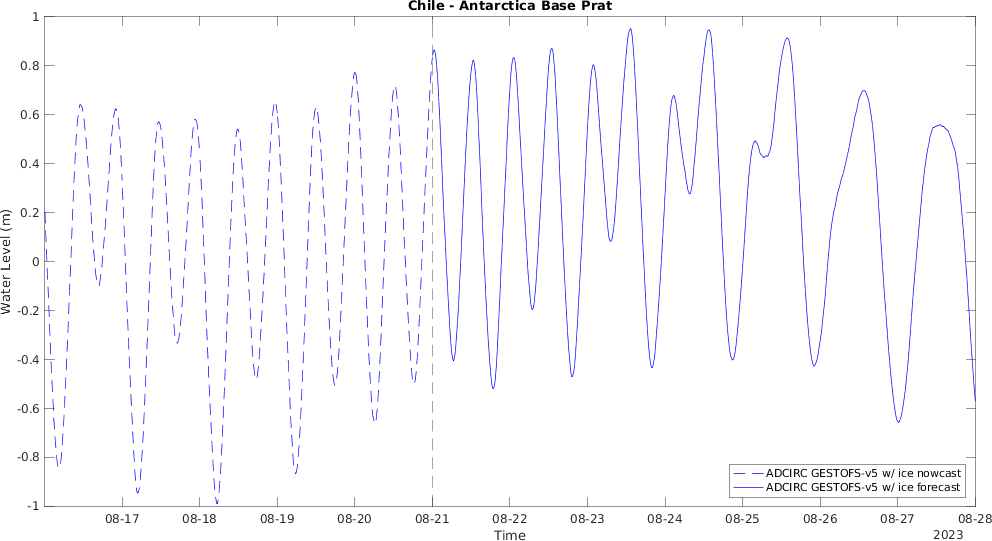 Chile - Antarctica Base Prat
1
0.8
0.6
0.4
0.2
0
-0.2
-0.4
-0.6
-0.8
-1
Water Level (m)
ADCIRC GESTOFS-v5 w/ ice nowcast
ADCIRC GESTOFS-v5 w/ ice forecast
08-17 08-18 08-19 08-20 08-21 08-22 08-23 08-24 08-25 08-26 08-27 08-28
Time
2023